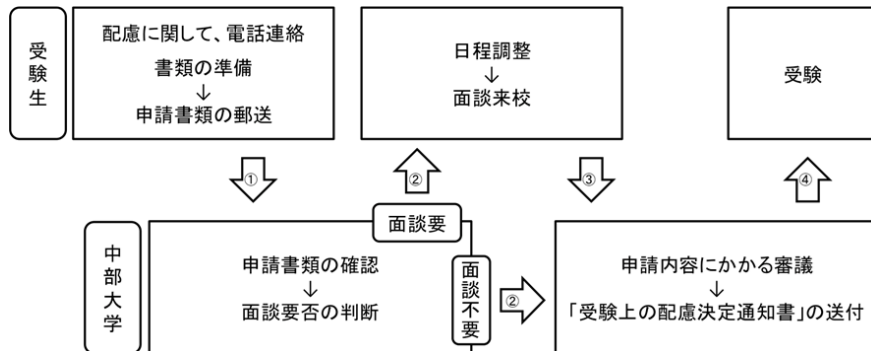 受験生
配慮に関して、電話連絡
書類の準備
↓
申請書類の郵送
日程調整
↓
面談来校
受験
①
②
③
④
中部大学
面談要
申請書類の確認
↓
面談要否の判断
面談不要
②
申請内容にかかる審議
↓
「受験上の配慮決定通知書」の送付